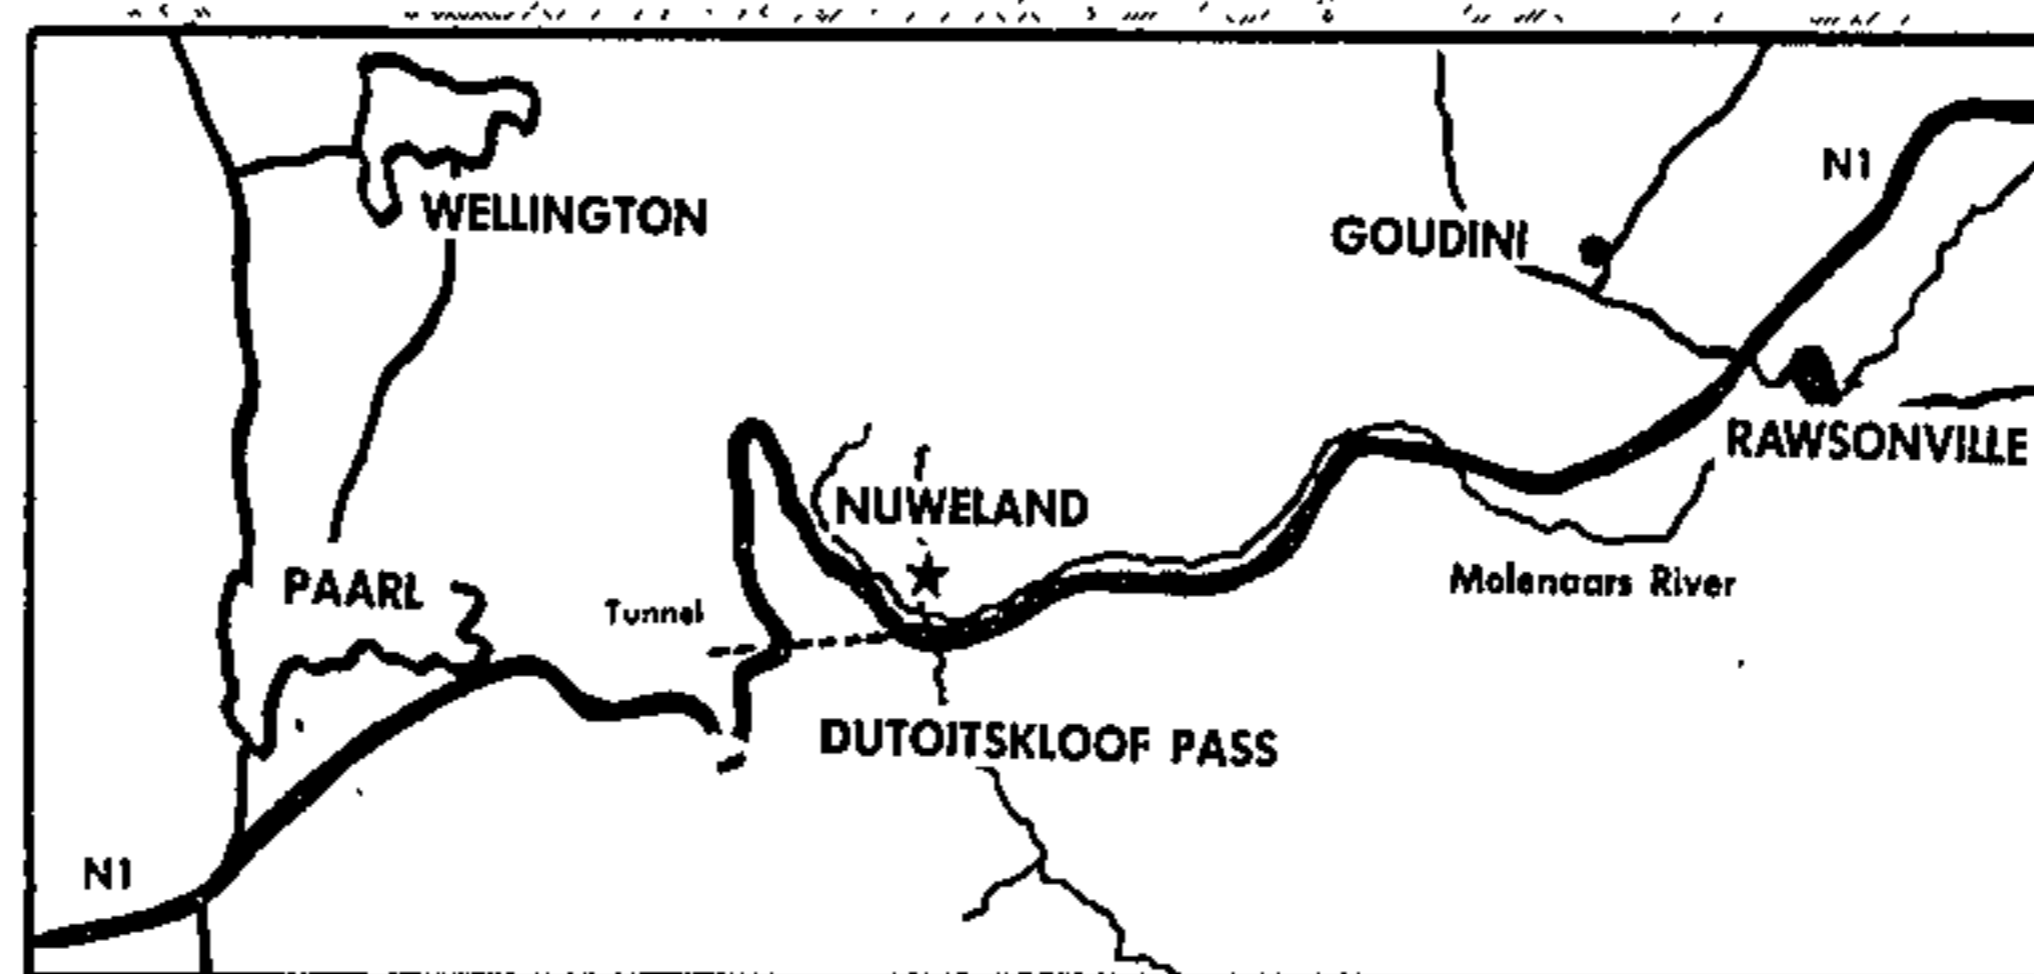 WELLINGTON
N1
GOUDINI
RAWSONVILLE
NUWELAND
PAARL
Tunnel
Molenaars River
DUTOITSKLOOF PASS
N1